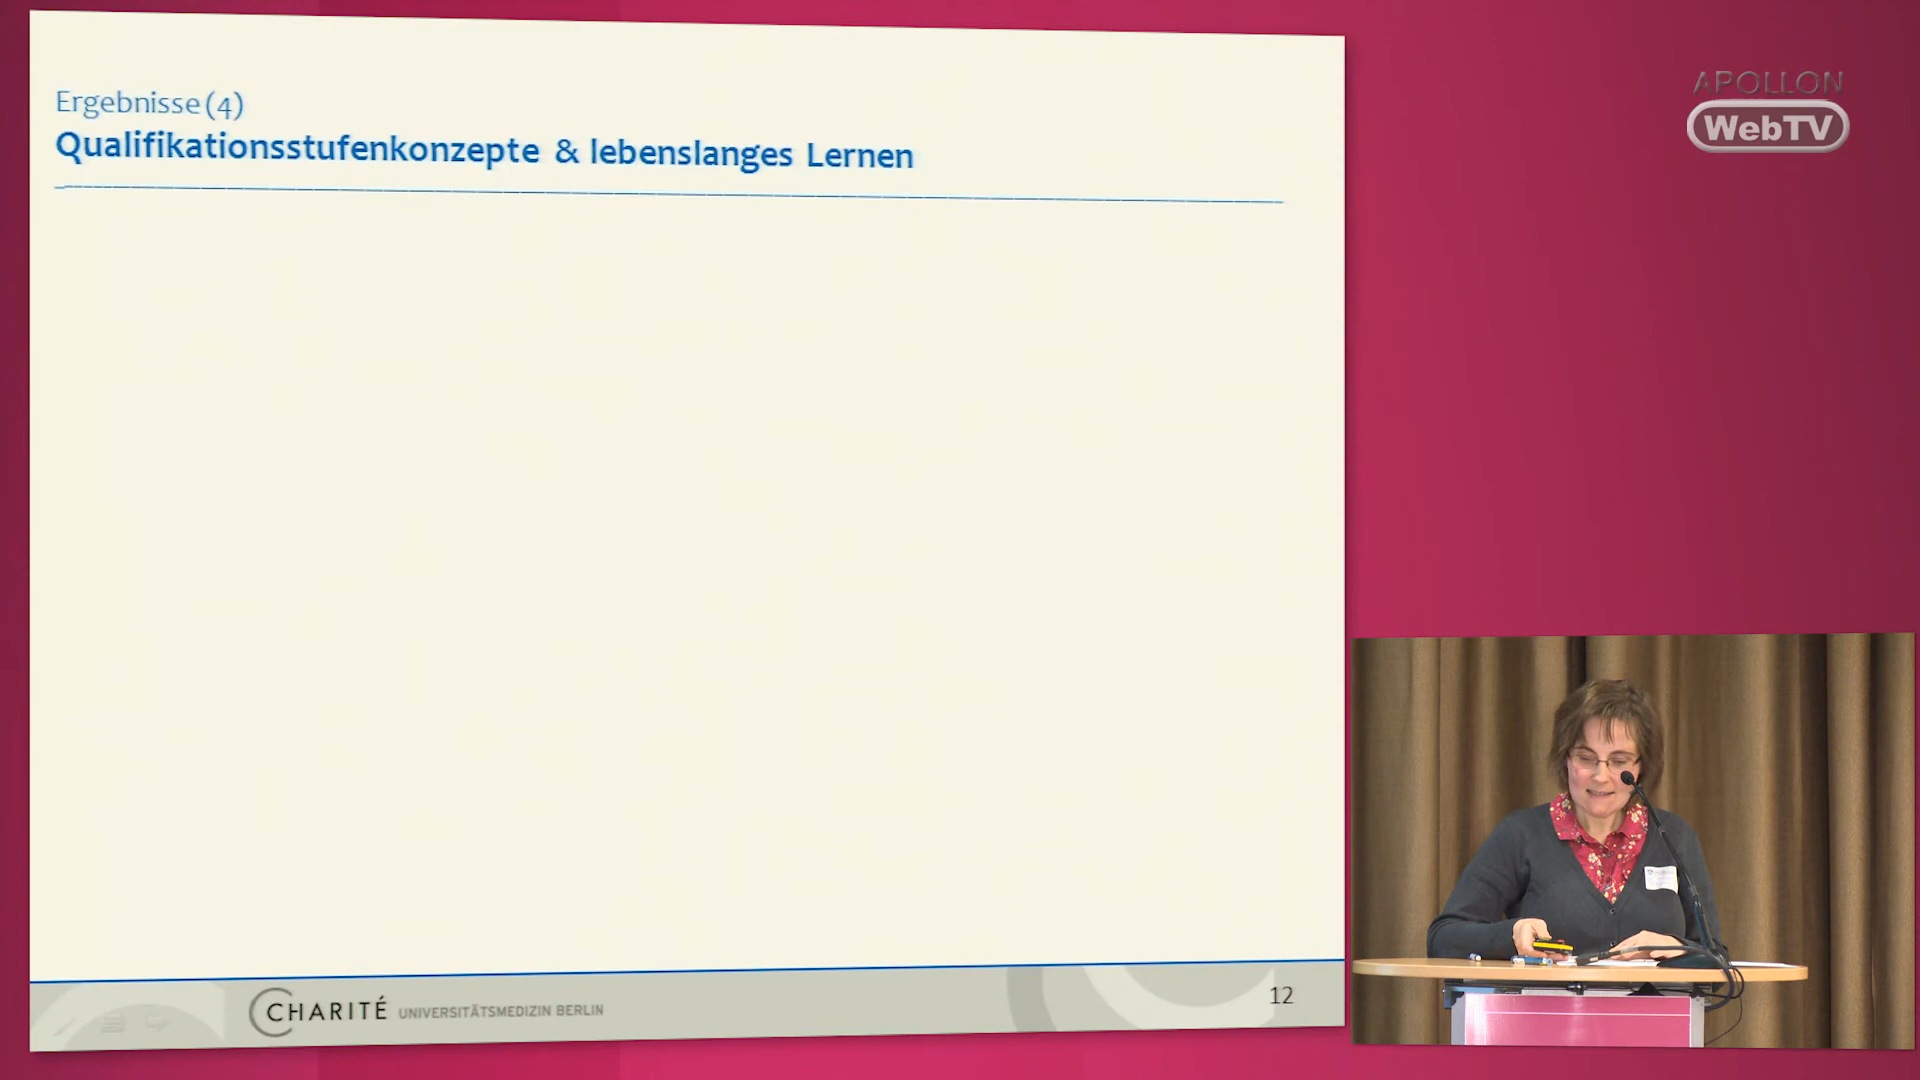 Ergebnisse (4)
Qualifikationsstufenkonzepte & lebenslanges Lernen
APOLLON
WebTV
CHARITÉ UNIVERSITÄTSMEDIZIN BERLIN
12